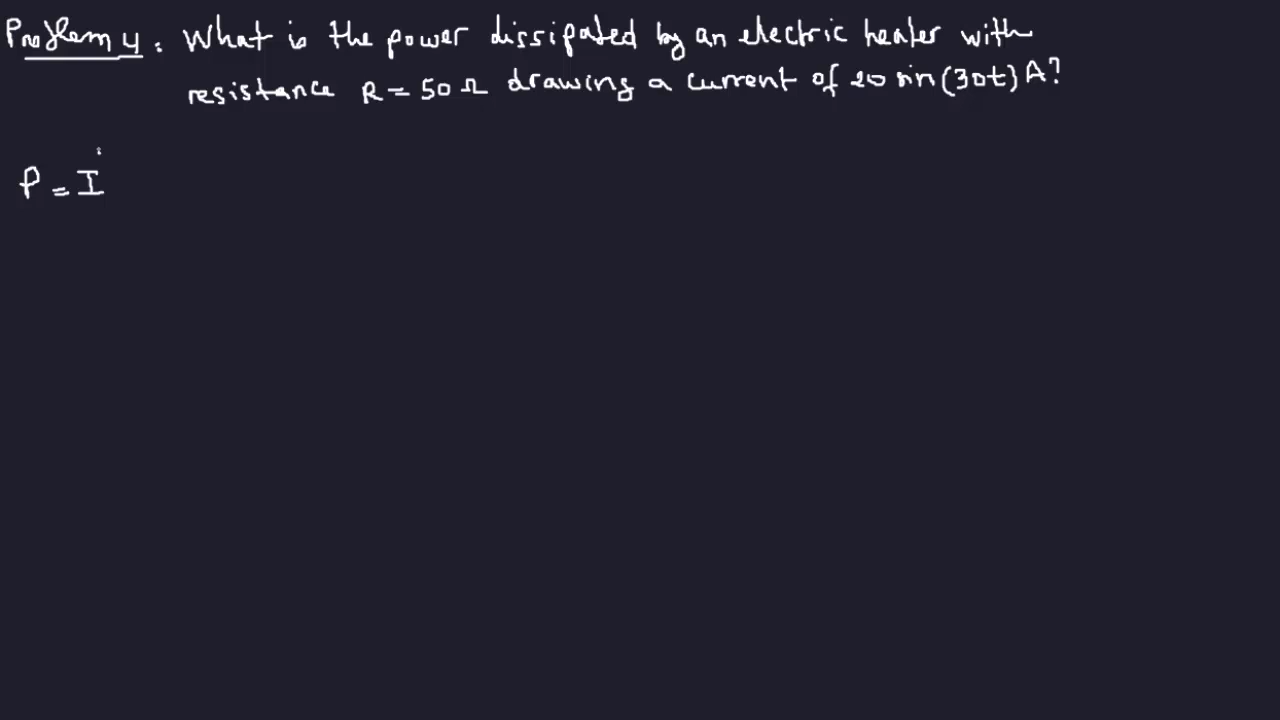 Problem 4: What is the power dissipated by an electric heater with
resistance R = 50 Ω drawing a current of 20 sin(30t) A?
P = I